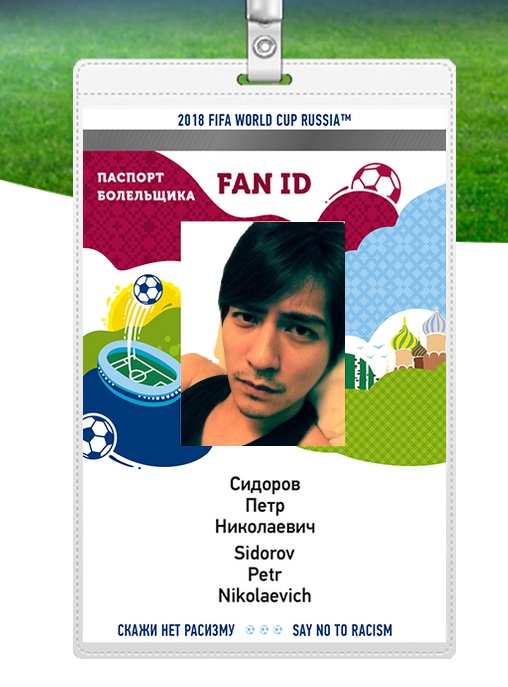 2018 FIFA WORLD CUP RUSSIA™
ПАСПОРТ
БОЛЕЛЬЩИКА
FAN ID
Сидоров
Петр
Николаевич
Sidorov
Petr
Nikolaevich
СКАЖИ НЕТ РАСИЗМУ SAY NO TO RACISM